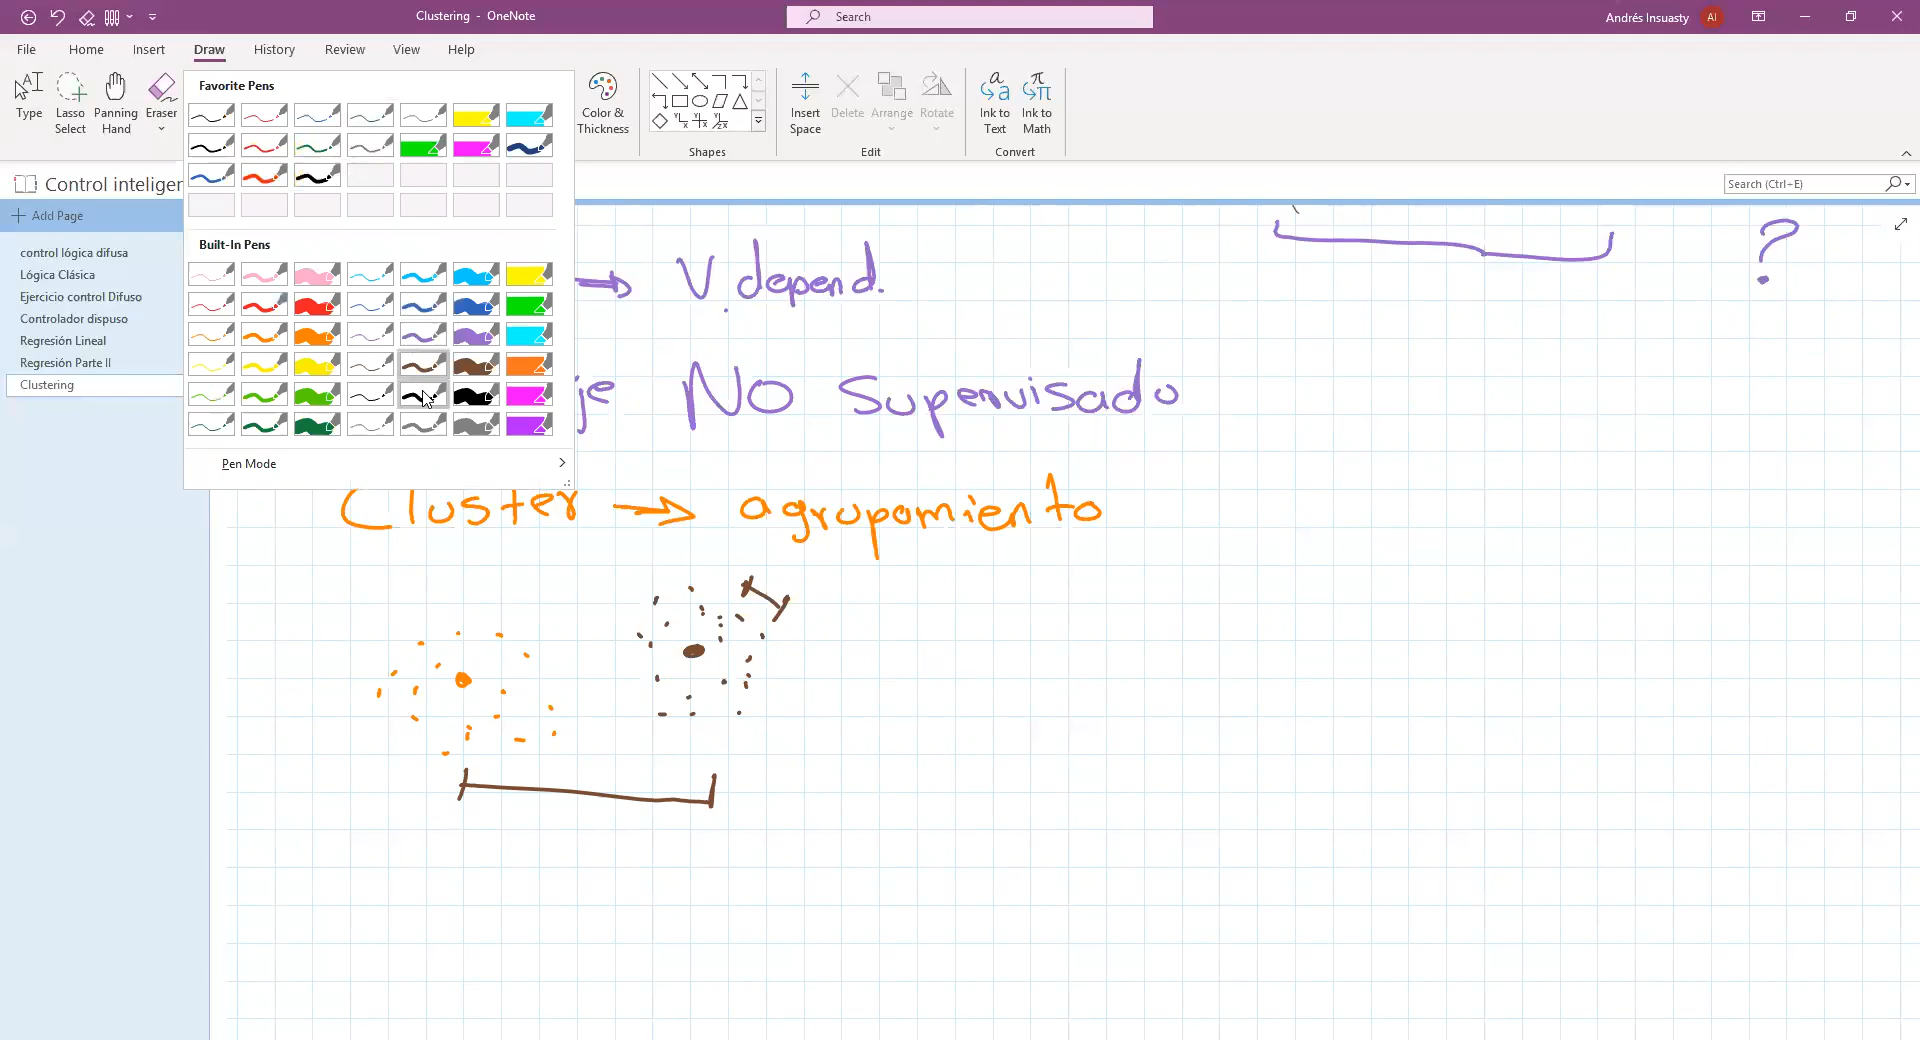 Clustering - OneNote
Search
Andrés Insuasty
AI
File Home Insert Draw History Review View Help
Type
Lasso Select
Panning Hand
Eraser
Favorite Pens
Built-In Pens
Pen Mode
Color & Thickness
Shapes
Insert Space
Delete
Arrange
Rotate
Edit
Ink to Text
Ink to Math
Convert
Control intelige
Search (Ctrl+E)
Add Page
control lógica difusa
Lógica Clásica
Ejercicio control Difuso
Controlador dispuso
Regresión Lineal
Regresión Parte II
Clustering
?
→ V. depend.
je No Supervisado
Cluster → agrupamiento